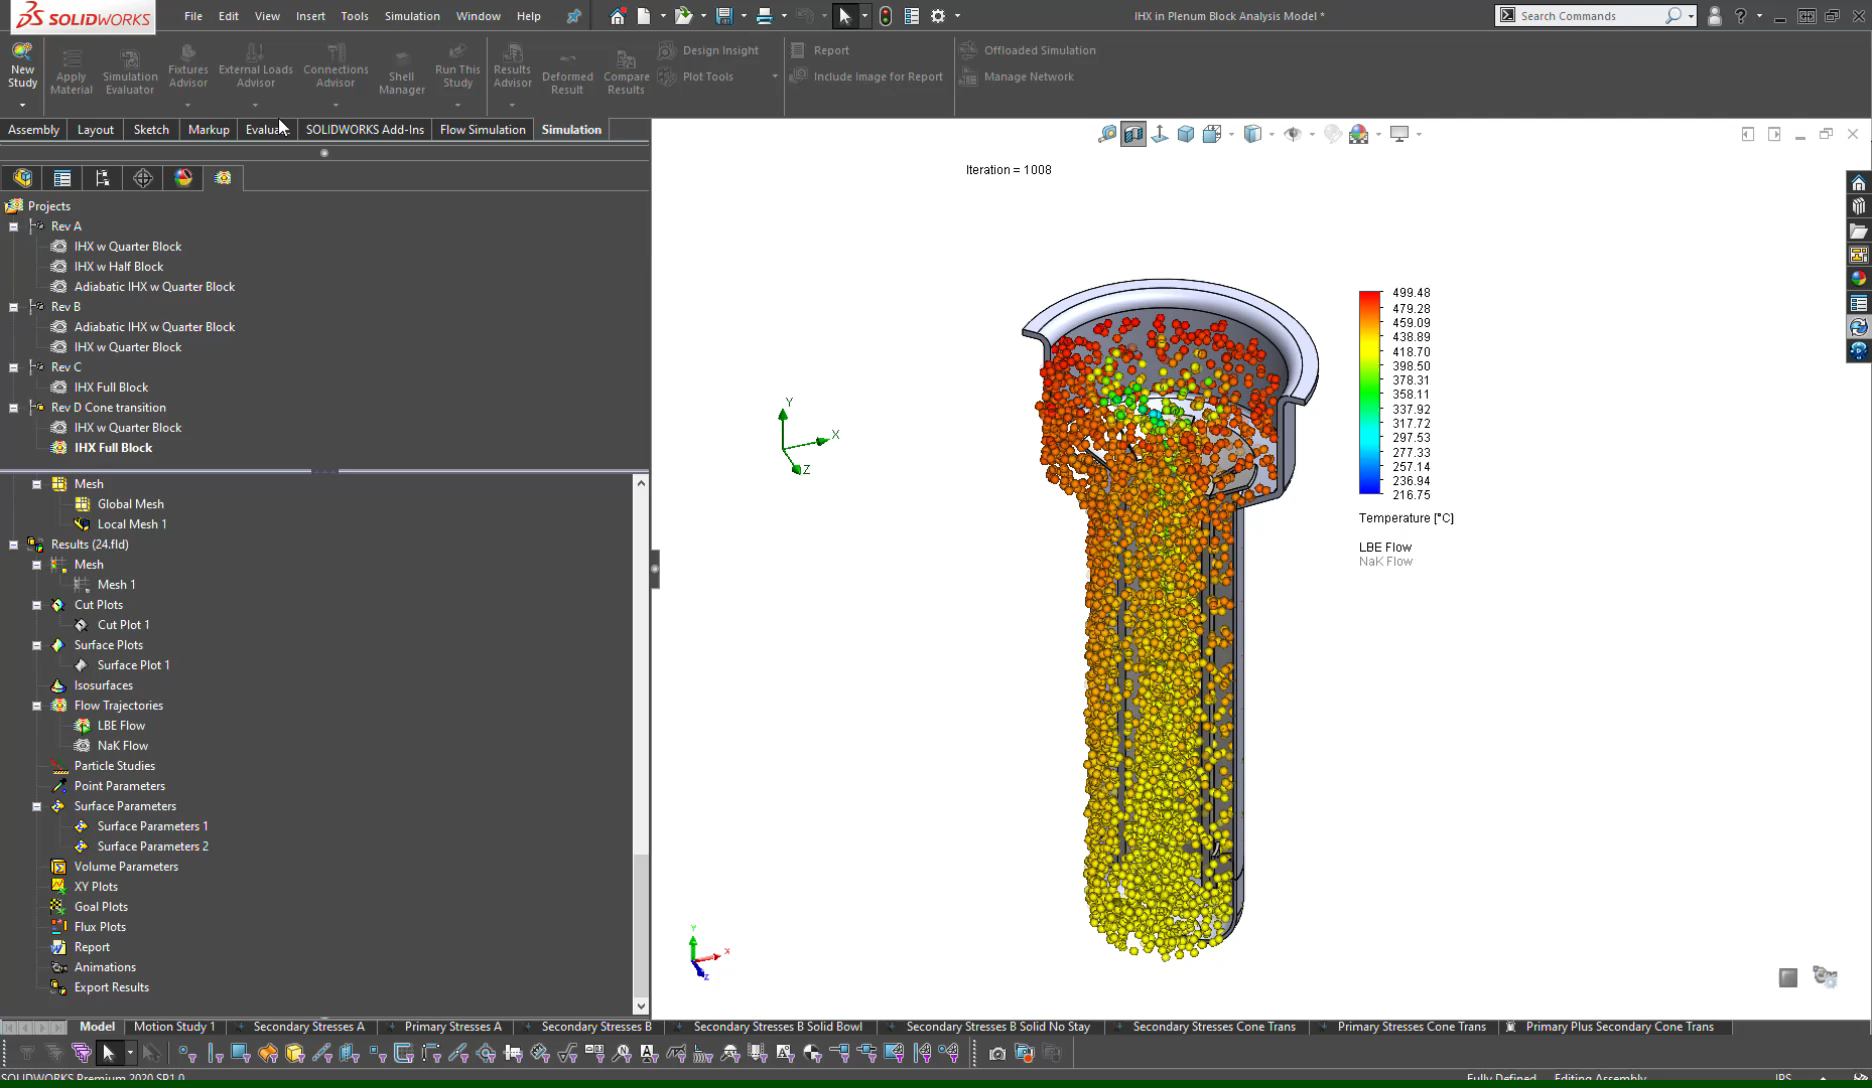 SOLIDWORKS
File Edit View Insert Tools Simulation Window Help
IHX in Plenum Block Analysis Model *
Search Commands
New Study
Apply Material
Simulation Evaluator
Fixtures Advisor
External Loads Advisor
Connections Advisor
Shell Manager
Run This Study
Results Advisor
Deformed Result
Compare Results
Design Insight
Plot Tools
Report
Include Image for Report
Offloaded Simulation
Manage Network
Assembly Layout Sketch Markup Evalua SOLIDWORKS Add-Ins Flow Simulation Simulation
Projects
Rev A
IHX w Quarter Block
IHX w Half Block
Adiabatic IHX w Quarter Block
Rev B
Adiabatic IHX w Quarter Block
IHX w Quarter Block
Rev C
IHX Full Block
Rev D Cone transition
IHX w Quarter Block
IHX Full Block
Mesh
Global Mesh
Local Mesh 1
Results (24.fld)
Mesh
Mesh 1
Cut Plots
Cut Plot 1
Surface Plots
Surface Plot 1
Isosurfaces
Flow Trajectories
LBE Flow
NaK Flow
Particle Studies
Point Parameters
Surface Parameters
Surface Parameters 1
Surface Parameters 2
Volume Parameters
XY Plots
Goal Plots
Flux Plots
Report
Animations
Export Results
Iteration = 1008
Y
X
Z
499.48
479.28
459.09
438.89
418.70
398.50
378.31
358.11
337.92
317.72
297.53
277.33
257.14
236.94
216.75
Temperature [°C]
LBE Flow
NaK Flow
Y
X
Z
Model Motion Study 1 Secondary Stresses A Primary Stresses A Secondary Stresses B Secondary Stresses B Solid Bowl Secondary Stresses B Solid No Stay Secondary Stresses Cone Trans Primary Stresses Cone Trans Primary Plus Secondary Cone Trans
SOLIDWORKS Premium 2020 SP1.0
Fully Defined Editing Assembly IPS